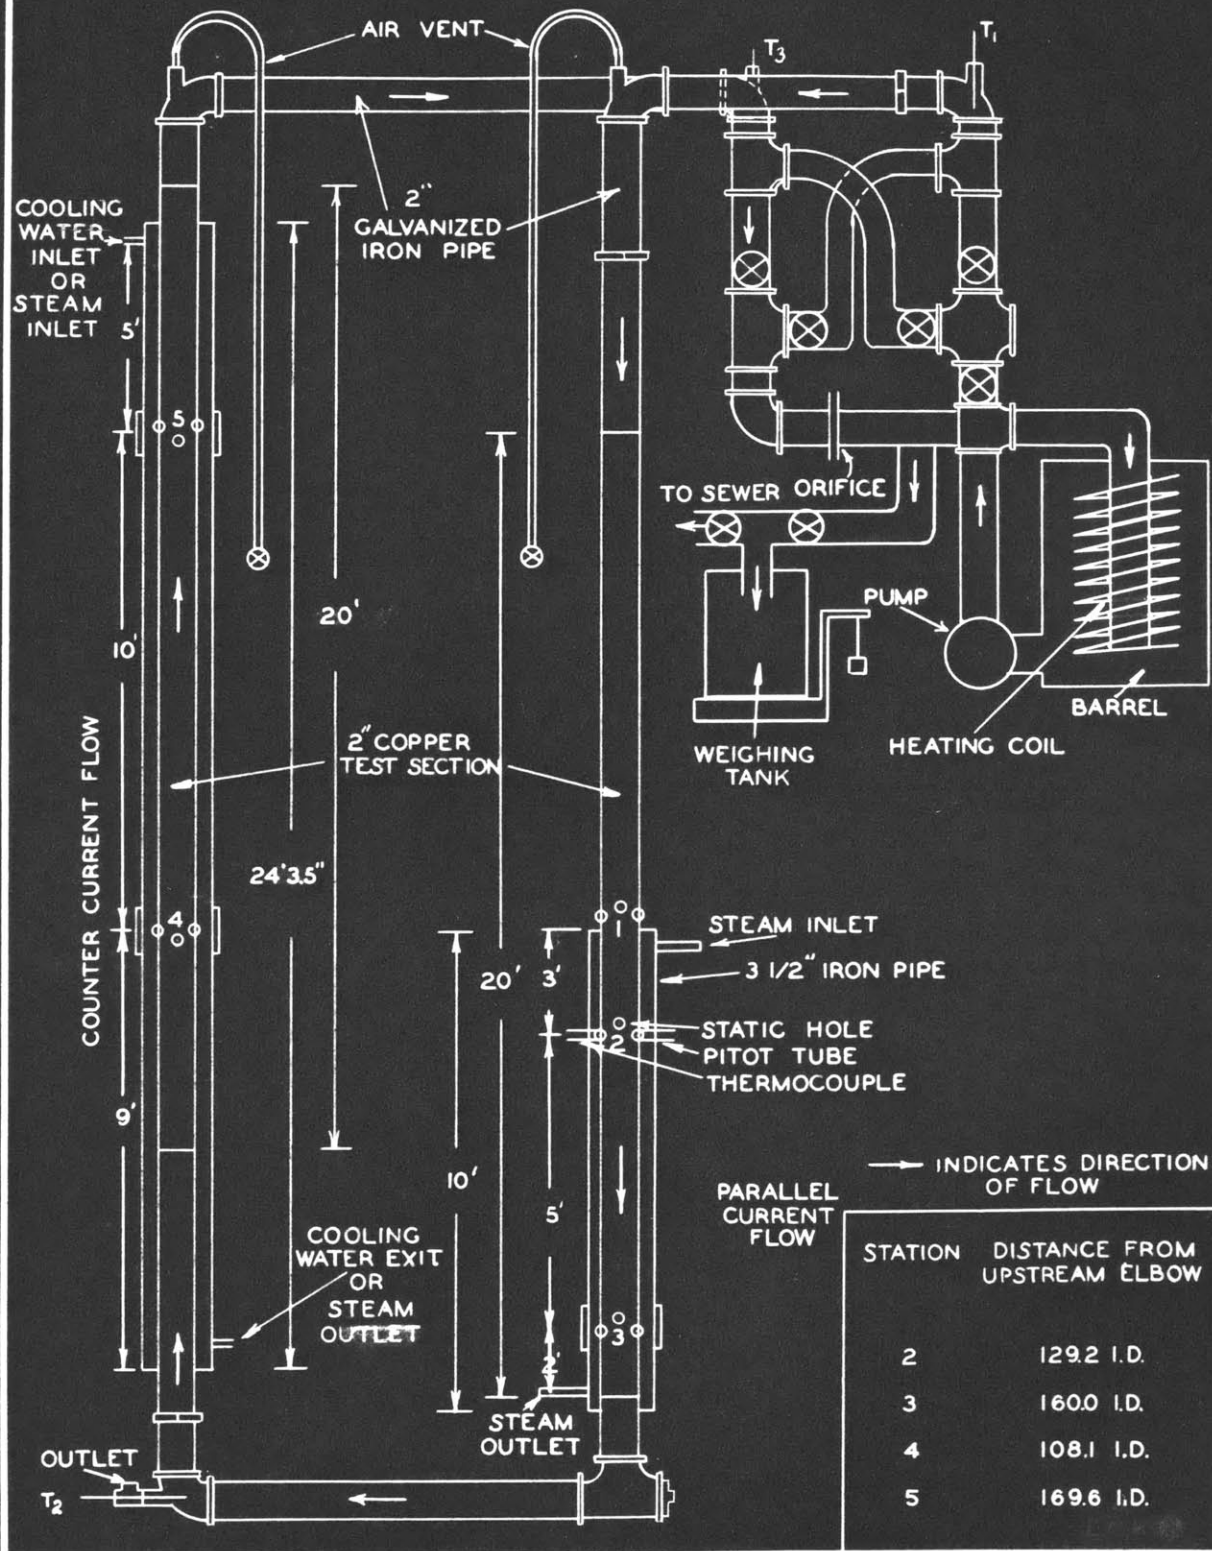 AIR VENT
T3
T1
2"
GALVANIZED
IRON PIPE
COOLING
WATER
INLET
OR
STEAM
INLET
5'
5
TO SEWER
ORIFICE
20'
10'
PUMP
BARREL
HEATING COIL
WEIGHING
TANK
2" COPPER
TEST SECTION
COUNTER CURRENT FLOW
24' 3.5"
4
1
STEAM INLET
20'
3'
3 1/2" IRON PIPE
STATIC HOLE
2
PITOT TUBE
THERMOCOUPLE
9'
10'
5'
INDICATES DIRECTION
OF FLOW
PARALLEL
CURRENT
FLOW
COOLING
WATER EXIT
OR
STEAM
OUTLET
3
2'
STEAM
OUTLET
OUTLET
T2
STATION DISTANCE FROM
UPSTREAM ELBOW
2 129.2 I.D.
3 160.0 I.D.
4 108.1 I.D.
5 169.6 I.D.